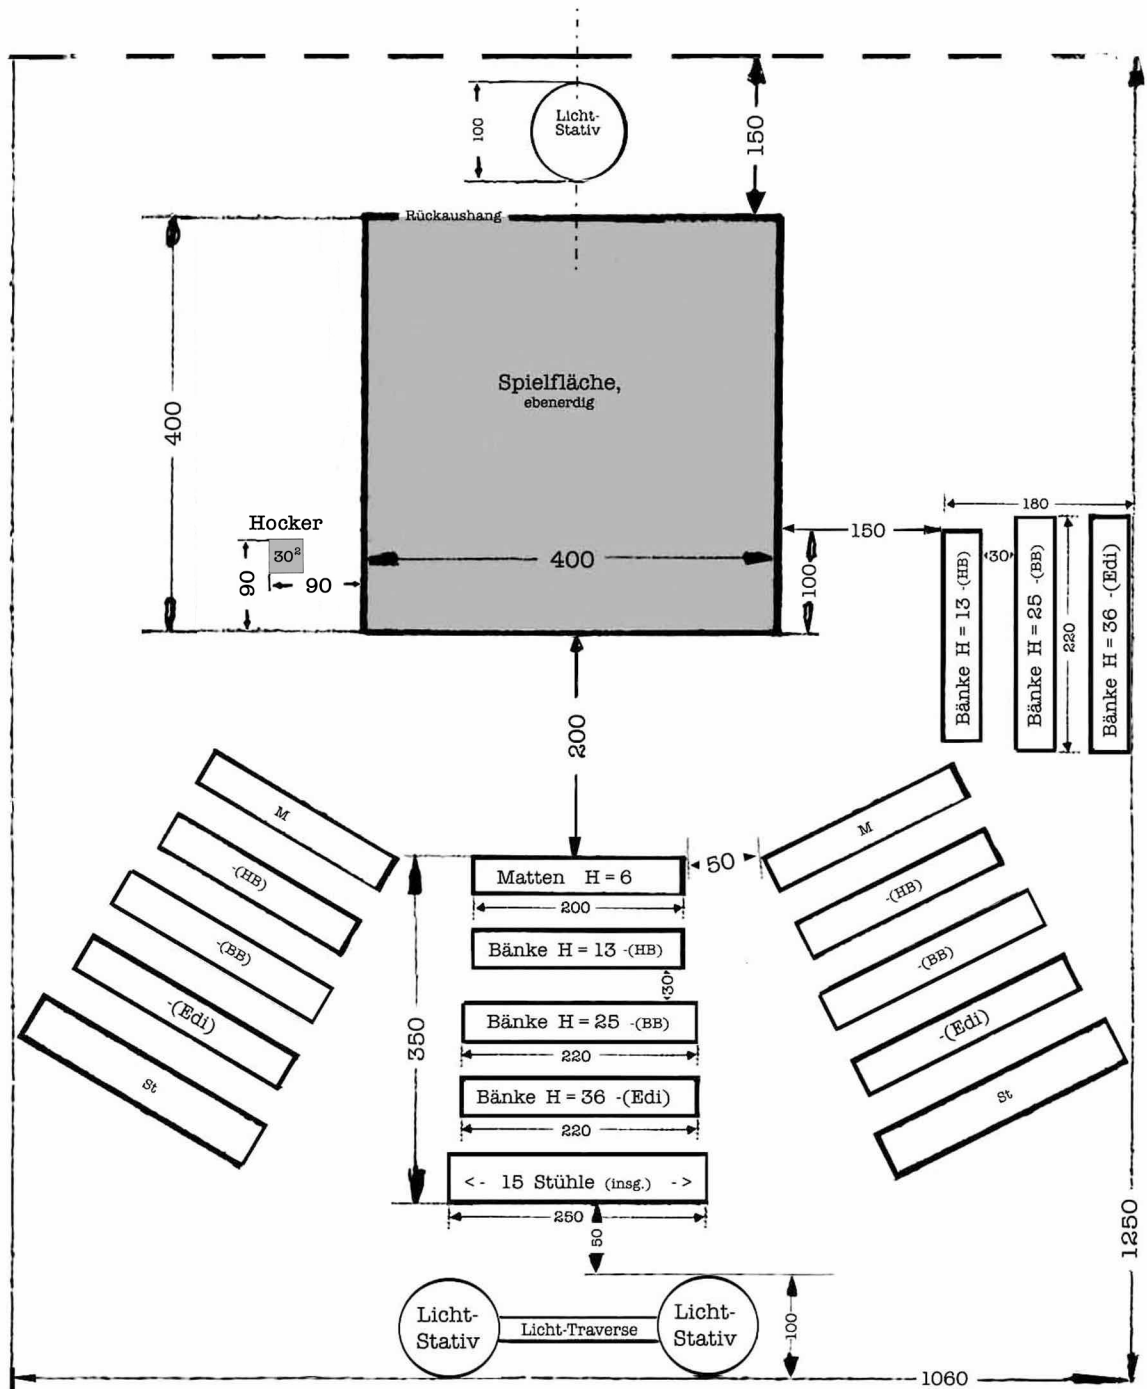 Licht-
Stativ
100
150
Rückaushang
400
Spielfläche,
ebenerdig
Hocker
30²
90
90
400
150
100
180
30
220
Bänke H = 13 -(HB)
Bänke H = 25 -(BB)
Bänke H = 36 -(Edi)
200
M
-(HB)
-(BB)
-(Edi)
St
350
Matten H = 6
200
Bänke H = 13 -(HB)
30
Bänke H = 25 -(BB)
220
Bänke H = 36 -(Edi)
220
<- 15 Stühle (insg.) ->
250
50
50
M
-(HB)
-(BB)
-(Edi)
St
Licht-
Stativ
Licht-Traverse
Licht-
Stativ
100
1250
1060